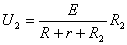 U₂ = E / (R + r + R₂) R₂